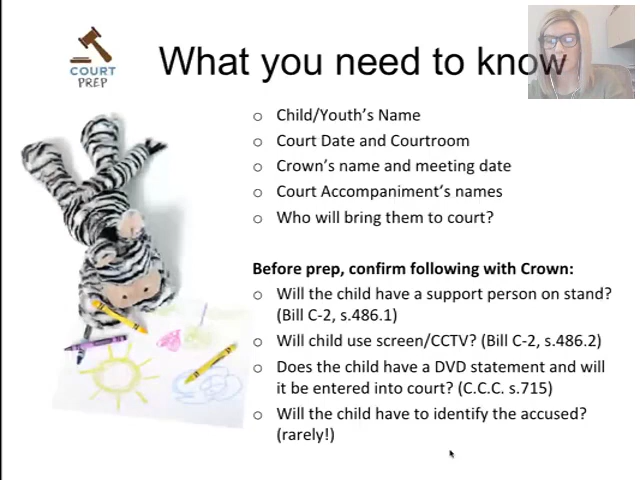 COURT
PREP
What you need to know
o Child/Youth's Name
o Court Date and Courtroom
o Crown's name and meeting date
o Court Accompaniment's names
o Who will bring them to court?
Before prep, confirm following with Crown:
o Will the child have a support person on stand?
(Bill C-2, s.486.1)
o Will child use screen/CCTV? (Bill C-2, s.486.2)
o Does the child have a DVD statement and will
it be entered into court? (C.C.C. s.715)
o Will the child have to identify the accused?
(rarely!)